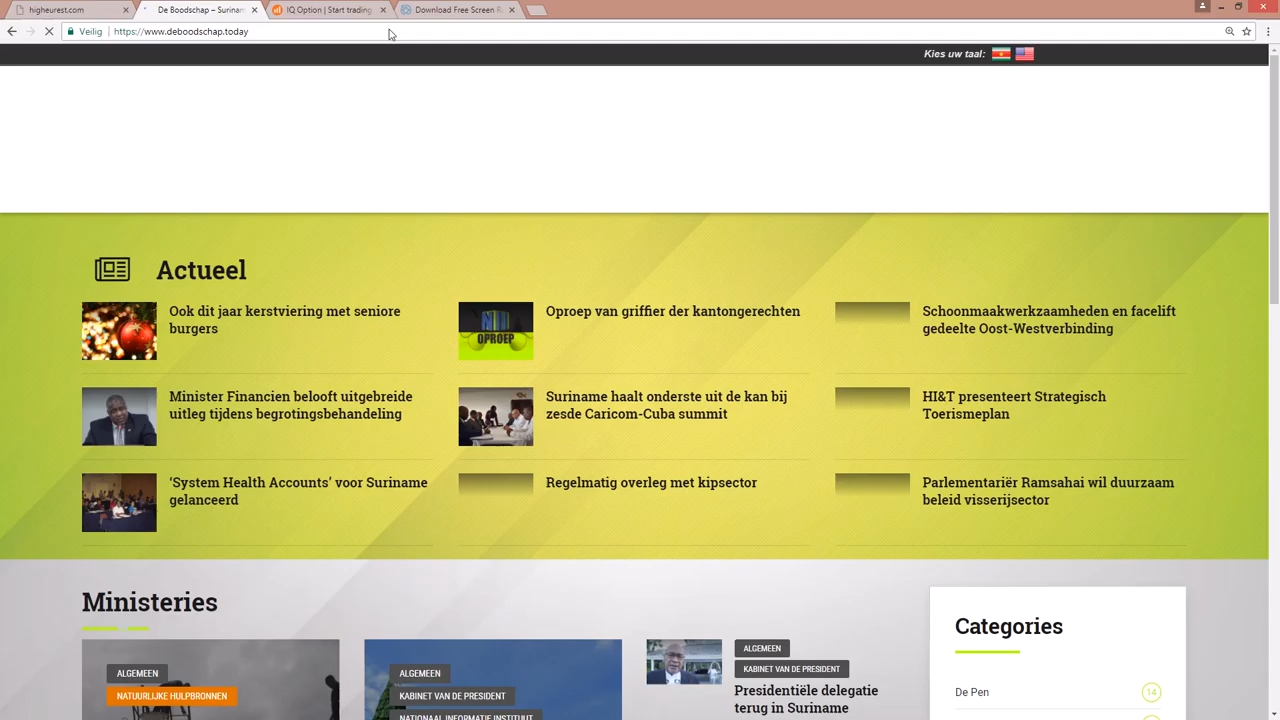 higheurest.com
De Boodschap – Surinam
IQ Option | Start trading
Download Free Screen R
Veilig
https://www.deboodschap.today
Kies uw taal:
Actueel
Ook dit jaar kerstviering met seniore
burgers
Oproep van griffier der kantongerechten
Schoonmaakwerkzaamheden en facelift
gedeelte Oost-Westverbinding
OPROEP
Minister Financien belooft uitgebreide
uitleg tijdens begrotingsbehandeling
Suriname haalt onderste uit de kan bij
zesde Caricom-Cuba summit
HI&T presenteert Strategisch
Toerismeplan
‘System Health Accounts’ voor Suriname
gelanceerd
Regelmatig overleg met kipsector
Parlementariër Ramsahai wil duurzaam
beleid visserijsector
Ministeries
Categories
ALGEMEEN
NATUURLIJKE HULPBRONNEN
ALGEMEEN
KABINET VAN DE PRESIDENT
NATIONAAL INFORMATIE INSTITUUT
ALGEMEEN
KABINET VAN DE PRESIDENT
Presidentiële delegatie
terug in Suriname
De Pen
14